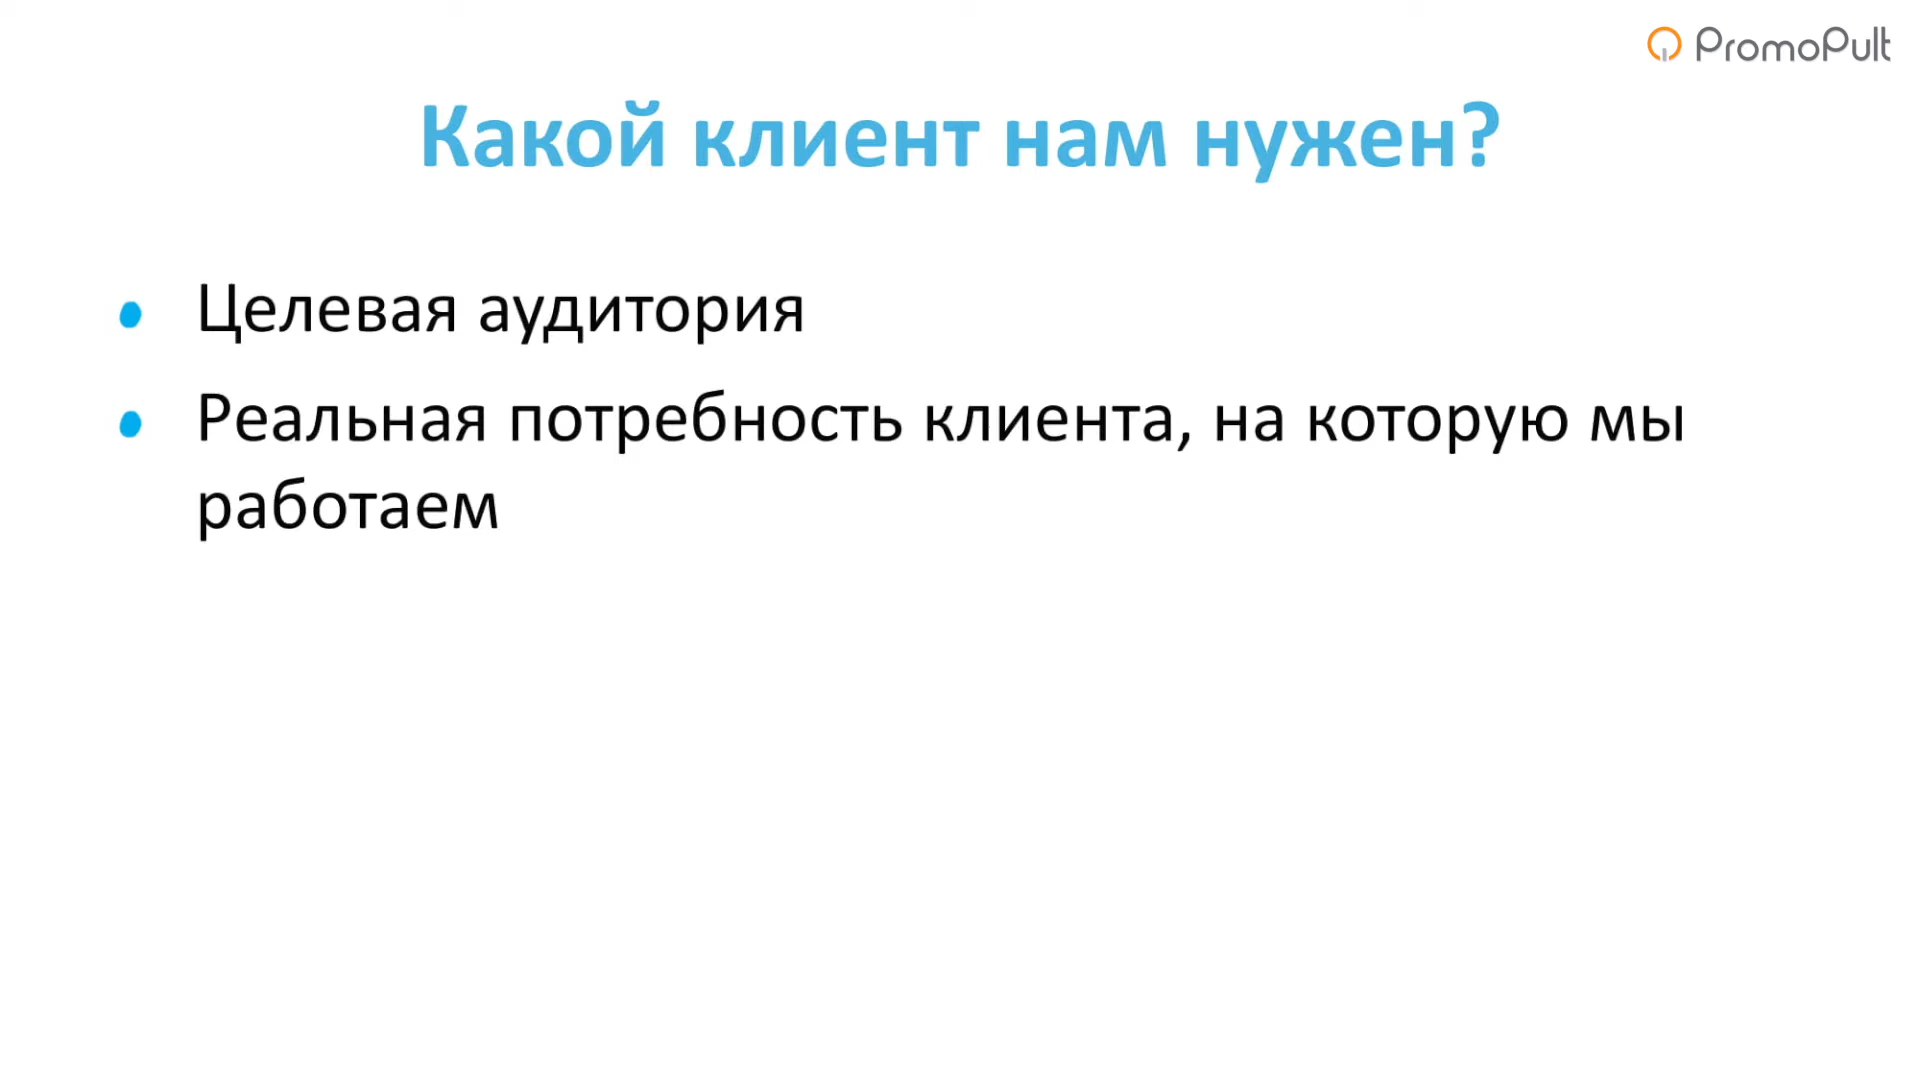 PromoPult
Какой клиент нам нужен?
Целевая аудитория
Реальная потребность клиента, на которую мы
работаем